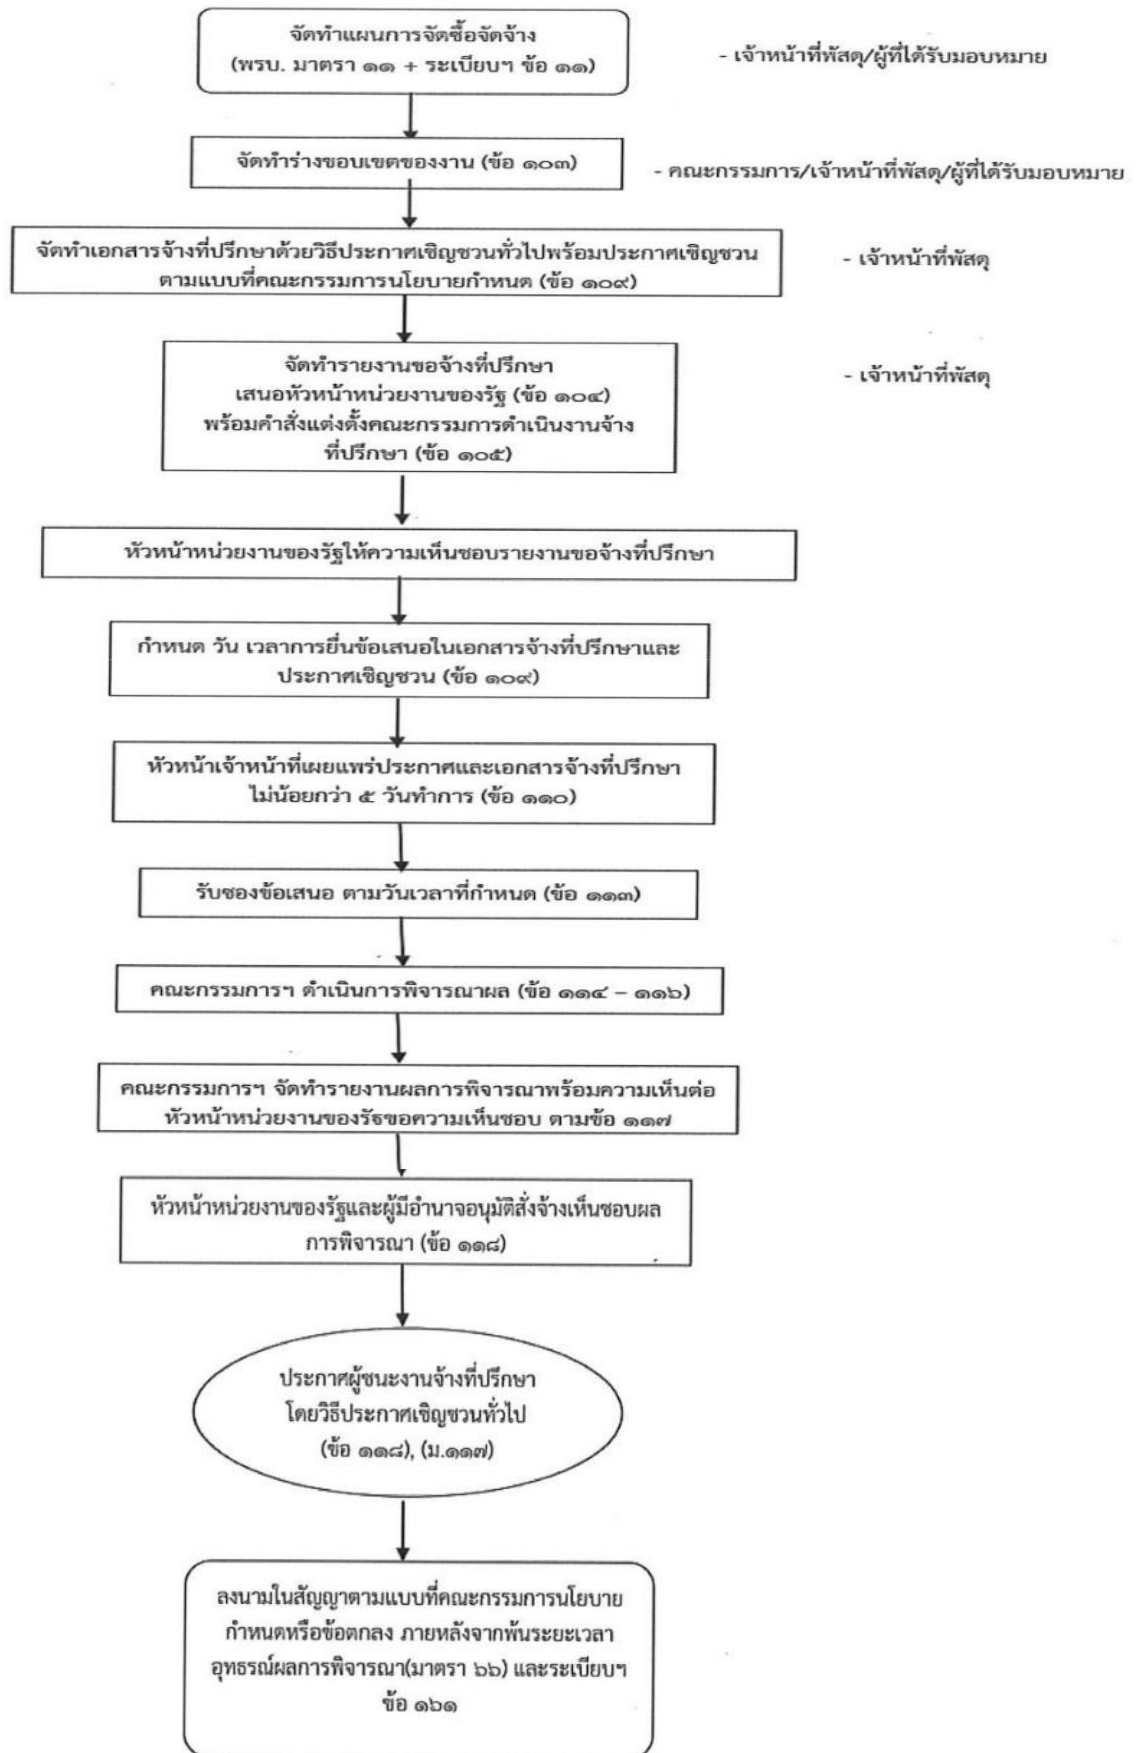 จัดทำแผนการจัดซื้อจัดจ้าง
(พรบ. มาตรา ๑๑ + ระเบียบฯ ข้อ ๑๑)
- เจ้าหน้าที่พัสดุ/ผู้ที่ได้รับมอบหมาย
จัดทำร่างขอบเขตของงาน (ข้อ ๑๐๓)
- คณะกรรมการ/เจ้าหน้าที่พัสดุ/ผู้ที่ได้รับมอบหมาย
จัดทำเอกสารจ้างที่ปรึกษาด้วยวิธีประกาศเชิญชวนทั่วไปพร้อมประกาศเชิญชวน
ตามแบบที่คณะกรรมการนโยบายกำหนด (ข้อ ๑๐๙)
- เจ้าหน้าที่พัสดุ
จัดทำรายงานขอจ้างที่ปรึกษา
เสนอหัวหน้าหน่วยงานของรัฐ (ข้อ ๑๐๔)
พร้อมคำสั่งแต่งตั้งคณะกรรมการดำเนินงานจ้าง
ที่ปรึกษา (ข้อ ๑๐๕)
- เจ้าหน้าที่พัสดุ
หัวหน้าหน่วยงานของรัฐให้ความเห็นชอบรายงานขอจ้างที่ปรึกษา
กำหนด วัน เวลาการยื่นข้อเสนอในเอกสารจ้างที่ปรึกษาและ
ประกาศเชิญชวน (ข้อ ๑๐๙)
หัวหน้าเจ้าหน้าที่เผยแพร่ประกาศและเอกสารจ้างที่ปรึกษา
ไม่น้อยกว่า ๕ วันทำการ (ข้อ ๑๑๐)
รับซองข้อเสนอ ตามวันเวลาที่กำหนด (ข้อ ๑๑๓)
คณะกรรมการฯ ดำเนินการพิจารณาผล (ข้อ ๑๑๔ – ๑๑๖)
คณะกรรมการฯ จัดทำรายงานผลการพิจารณาพร้อมความเห็นต่อ
หัวหน้าหน่วยงานของรัฐขอความเห็นชอบ ตามข้อ ๑๑๗
หัวหน้าหน่วยงานของรัฐและผู้มีอำนาจอนุมัติสั่งจ้างเห็นชอบผล
การพิจารณา (ข้อ ๑๑๘)
ประกาศผู้ชนะงานจ้างที่ปรึกษา
โดยวิธีประกาศเชิญชวนทั่วไป
(ข้อ ๑๑๘), (ม.๑๑๗)
ลงนามในสัญญาตามแบบที่คณะกรรมการนโยบาย
กำหนดหรือข้อตกลง ภายหลังจากพ้นระยะเวลา
อุทธรณ์ผลการพิจารณา(มาตรา ๖๖) และระเบียบฯ
ข้อ ๑๖๑